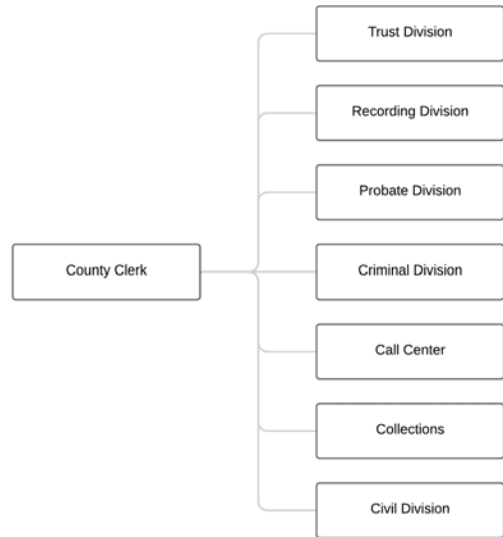 Trust Division
Recording Division
Probate Division
County Clerk
Criminal Division
Call Center
Collections
Civil Division